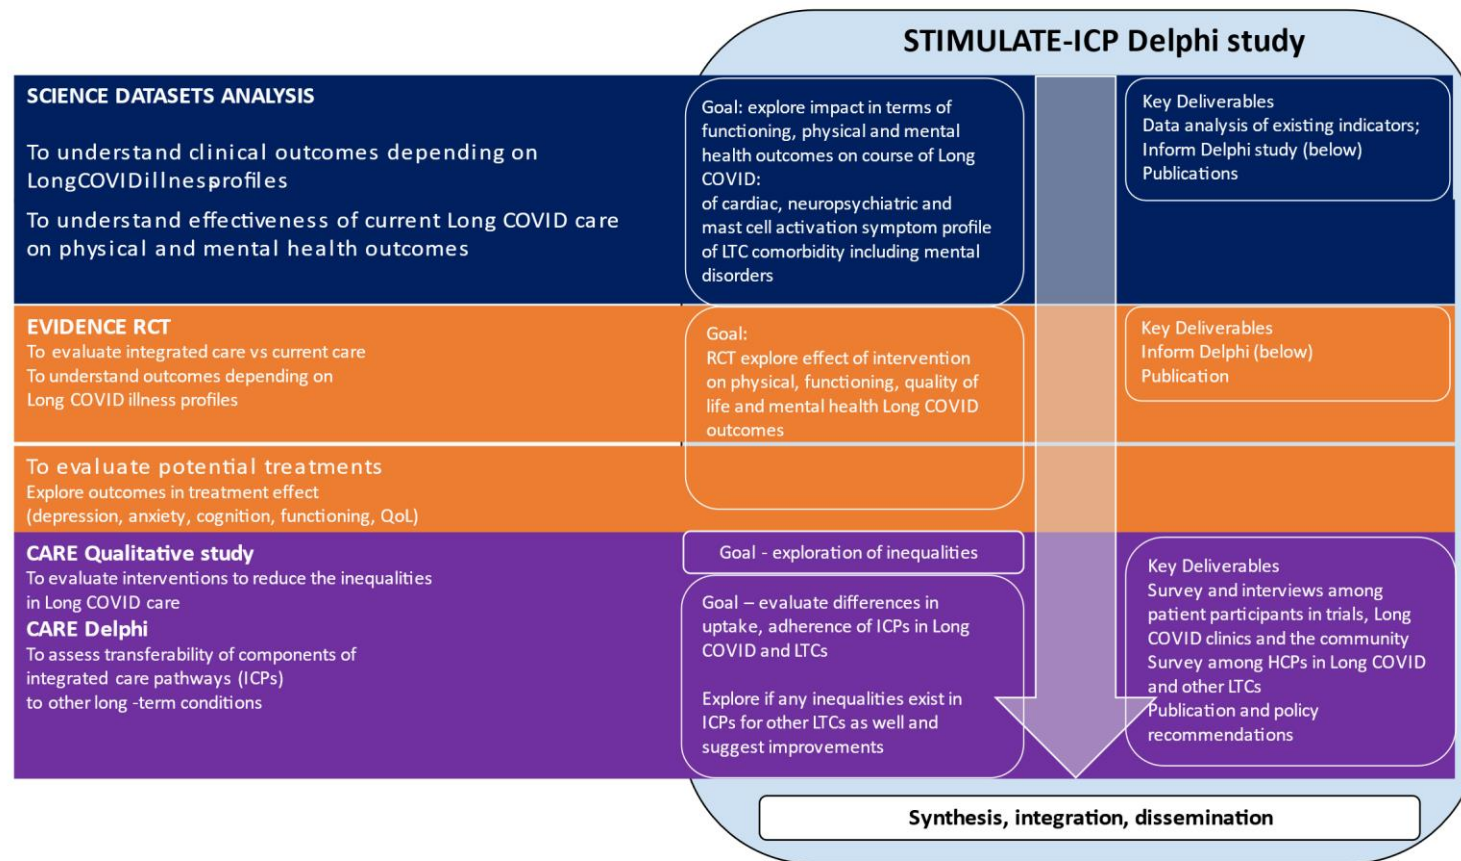 STIMULATE-ICP Delphi study
SCIENCE DATASETS ANALYSIS
To understand clinical outcomes depending on
LongCOVIDillnessprofiles
To understand effectiveness of current Long COVID care
on physical and mental health outcomes
Goal: explore impact in terms of
functioning, physical and mental
health outcomes on course of Long
COVID:
of cardiac, neuropsychiatric and
mast cell activation symptom profile
of LTC comorbidity including mental
disorders
Key Deliverables
Data analysis of existing indicators;
Inform Delphi study (below)
Publications
EVIDENCE RCT
To evaluate integrated care vs current care
To understand outcomes depending on
Long COVID illness profiles
Goal:
RCT explore effect of intervention
on physical, functioning, quality of
life and mental health Long COVID
outcomes
Key Deliverables
Inform Delphi (below)
Publication
To evaluate potential treatments
Explore outcomes in treatment effect
(depression, anxiety, cognition, functioning, QoL)
CARE Qualitative study
To evaluate interventions to reduce the inequalities
in Long COVID care
CARE Delphi
To assess transferability of components of
integrated care pathways (ICPs)
to other long -term conditions
Goal - exploration of inequalities
Goal – evaluate differences in
uptake, adherence of ICPs in Long
COVID and LTCs
Explore if any inequalities exist in
ICPs for other LTCs as well and
suggest improvements
Key Deliverables
Survey and interviews among
patient participants in trials, Long
COVID clinics and the community
Survey among HCPs in Long COVID
and other LTCs
Publication and policy
recommendations
Synthesis, integration, dissemination